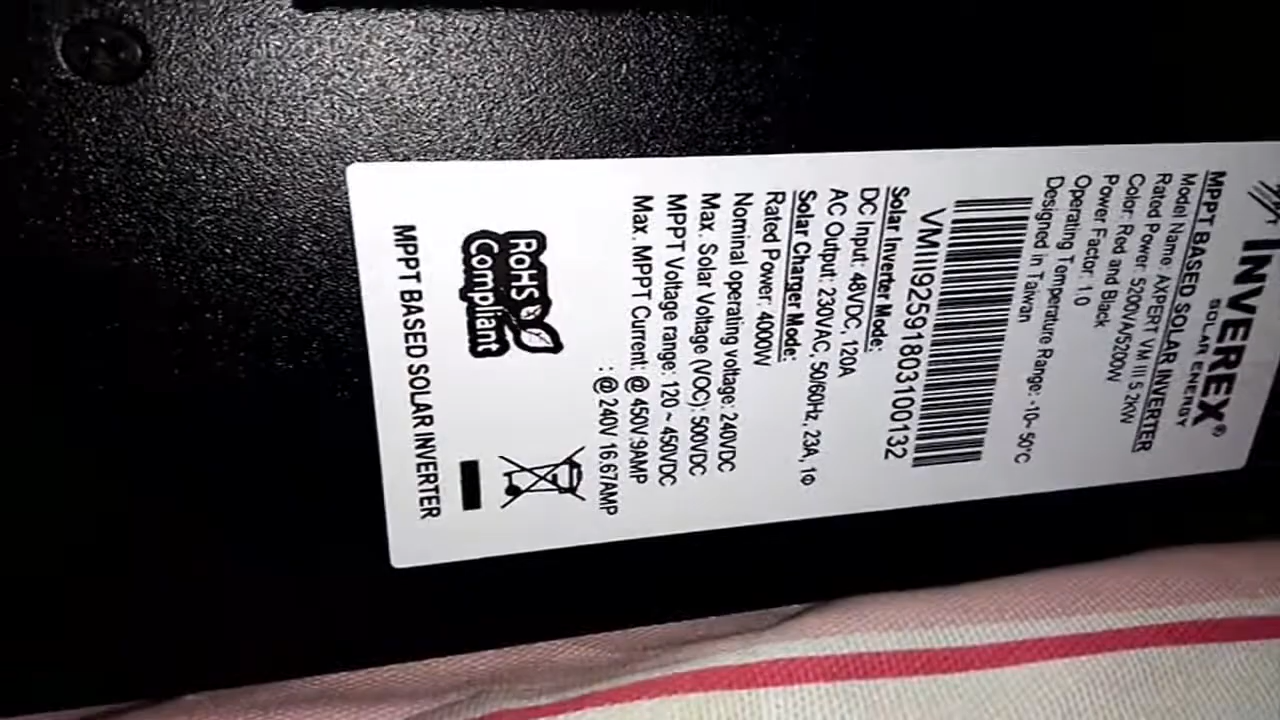 INVEREX®
SOLAR ENERGY
MPPT BASED SOLAR INVERTER
Model Name: AXPERT VM III 5.2KW
Rated Power: 5200VA/5200W
Color: Red and Black
Power Factor: 1.0
Operating Temperature Range: -10~ 50°C
Designed in Taiwan
VMIII92591803100132
Solar Inverter Mode:
DC Input: 48VDC, 120A
AC Output: 230VAC, 50/60Hz, 23A, 1Φ
Solar Charger Mode:
Rated Power: 4000W
Nominal operating voltage: 240VDC
Max. Solar Voltage (VOC): 500VDC
MPPT Voltage range: 120 ~ 450VDC
Max. MPPT Current: @ 450V:9AMP
: @ 240V 16.67AMP
RoHS
Compliant
MPPT BASED SOLAR INVERTER